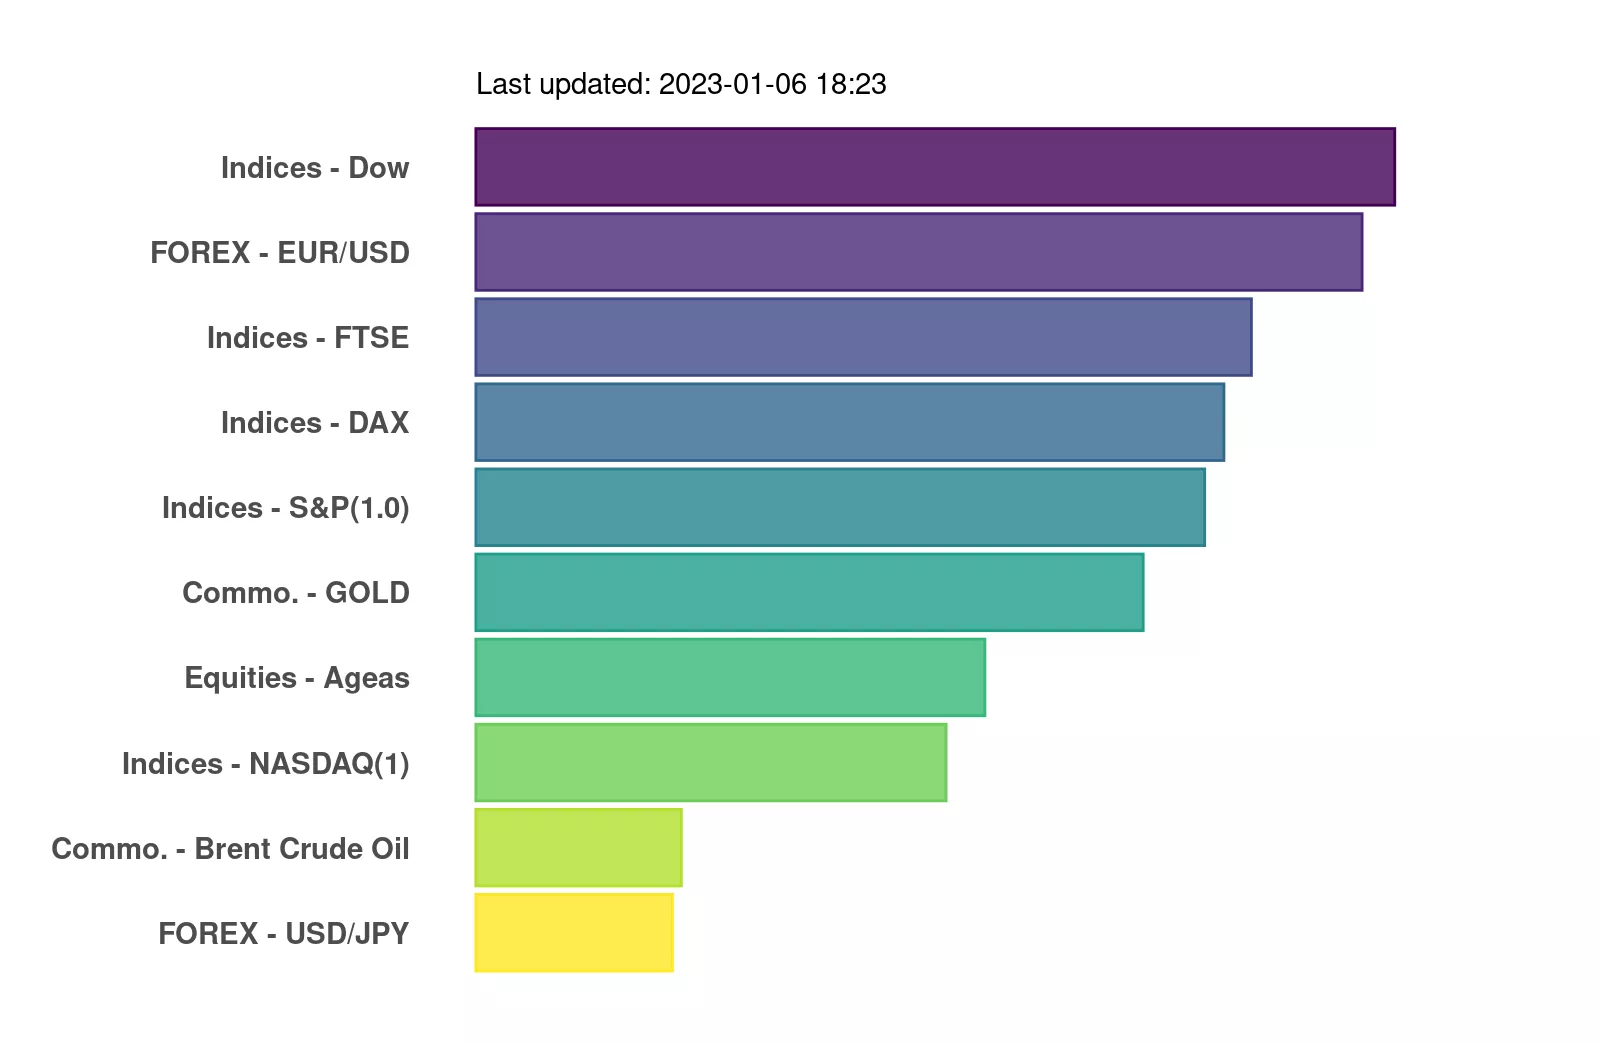 Last updated: 2023-01-06 18:23
Indices - Dow
FOREX - EUR/USD
Indices - FTSE
Indices - DAX
Indices - S&P(1.0)
Commo. - GOLD
Equities - Ageas
Indices - NASDAQ(1)
Commo. - Brent Crude Oil
FOREX - USD/JPY